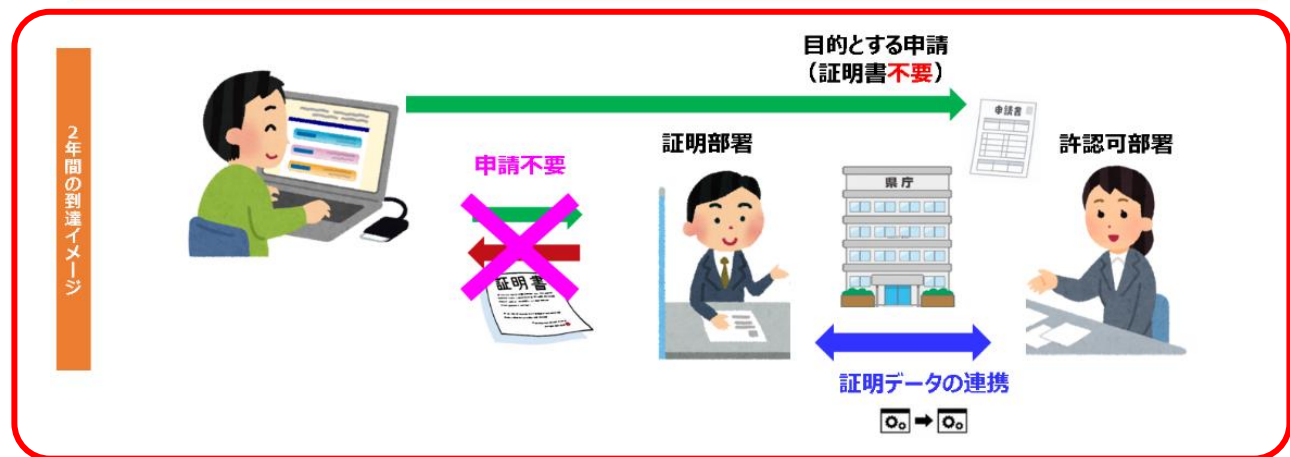 2年間の到達イメージ
目的とする申請
（証明書不要）
申請書
証明部署
許認可部署
申請不要
県庁
証明書
証明データの連携